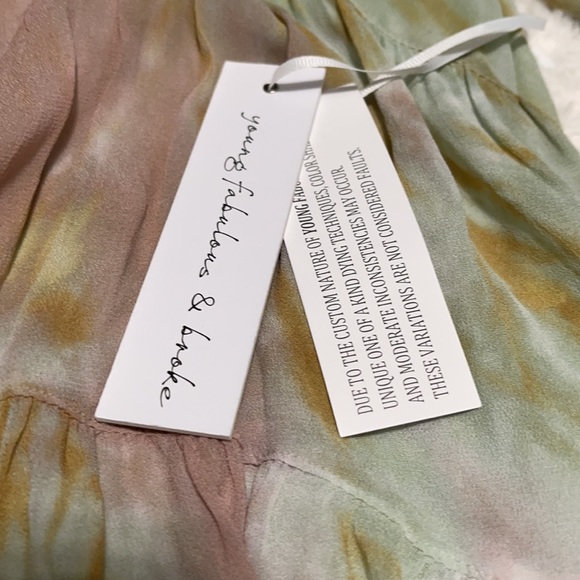 young fabulous & broke
DUE TO THE CUSTOM NATURE OF YOUNG FABU
UNIQUE ONE OF A KIND DYING TECHNIQUES, COLOR
AND MODERATE INCONSISTENCIES MAY OCCUR.
THESE VARIATIONS ARE NOT CONSIDERED FAULTS.